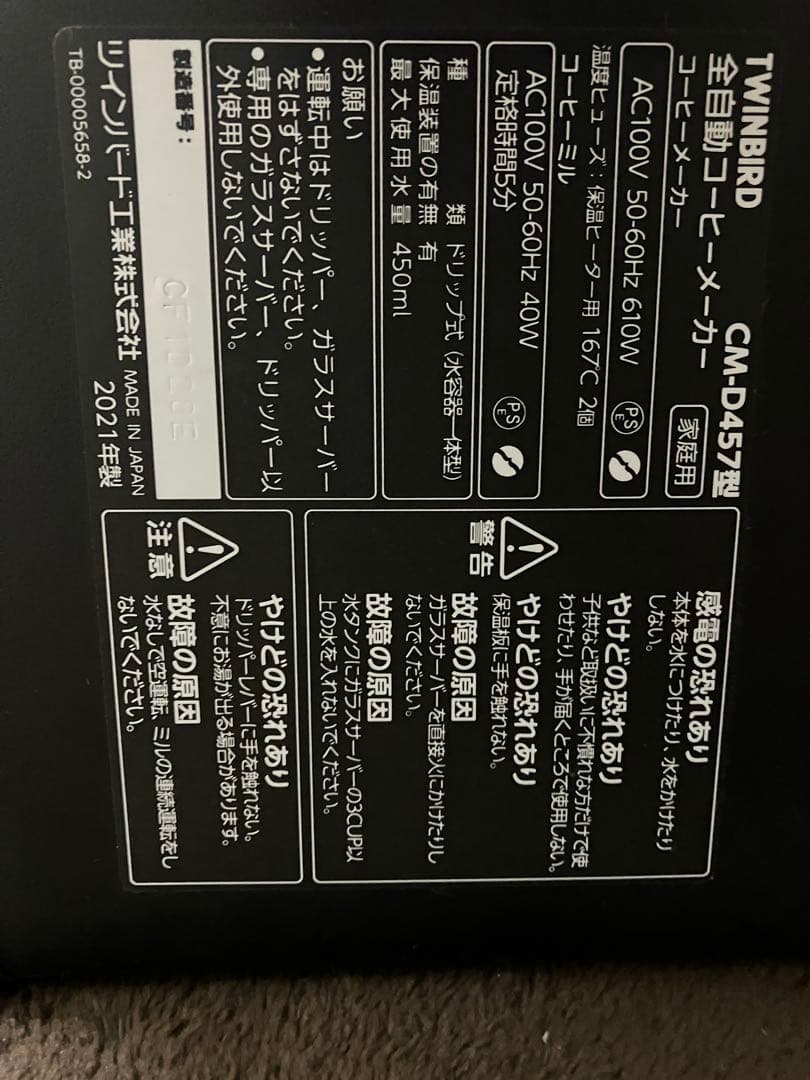 TWINBIRD
全自動コーヒーメーカー CM-D457型
コーヒーメーカー 家庭用
AC100V 50-60Hz 610W PSE
温度ヒューズ：保温ヒーター用 167℃ 2個
コーヒーミル
AC100V 50-60Hz 40W PSE
定格時間5分
種類 ドリップ式（水容器一体型）
保温装置の有無 有
最大使用水量 450ml
お願い
●運転中はドリッパー、ガラスサーバー
をはずさないでください。
●専用のガラスサーバー、ドリッパー以
外使用しないでください。
製造番号：
ツインバード工業株式会社 MADE IN JAPAN
2021年製
TB-00005658-2
警告
感電の恐れあり
本体を水につけたり、水をかけたり
しない。
やけどの恐れあり
子供など取扱いに不慣れな方だけで使
わせたり、手が届くところで使用しない。
やけどの恐れあり
保温板に手を触れない。
故障の原因
ガラスサーバーを直接火にかけたりし
ないでください。
故障の原因
水タンクにガラスサーバーの3CUP以
上の水を入れないでください。
注意
やけどの恐れあり
ドリッパーレバーに手を触れない。
不意にお湯が出る場合があります。
故障の原因
水なしで空運転、ミルの連続運転をし
ないでください。